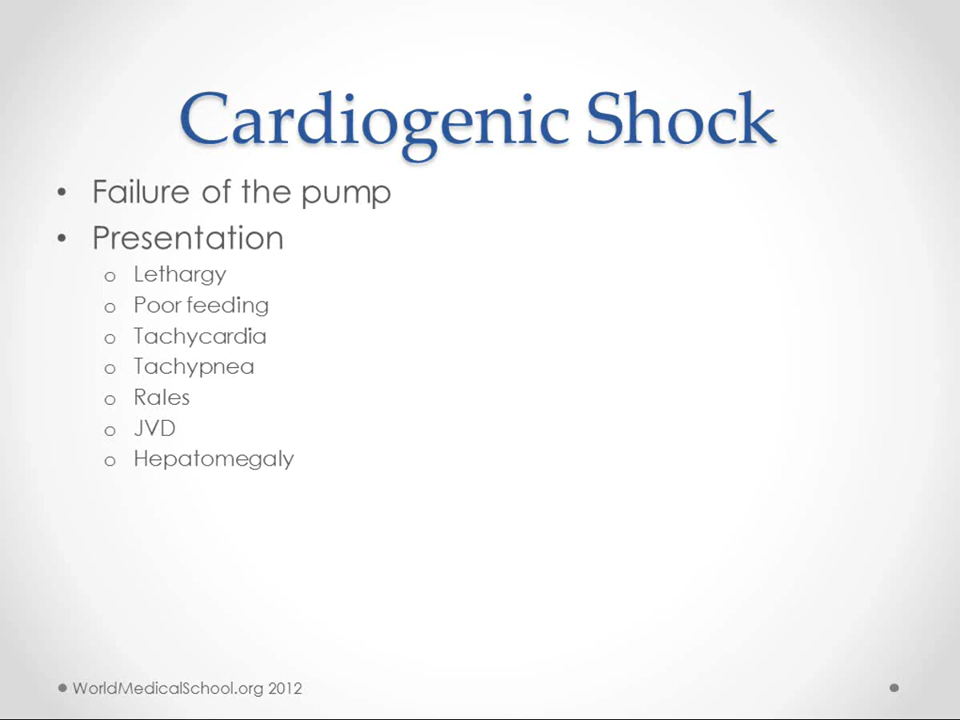 Cardiogenic Shock
• Failure of the pump
• Presentation
o Lethargy
o Poor feeding
o Tachycardia
o Tachypnea
o Rales
o JVD
o Hepatomegaly
• WorldMedicalSchool.org 2012